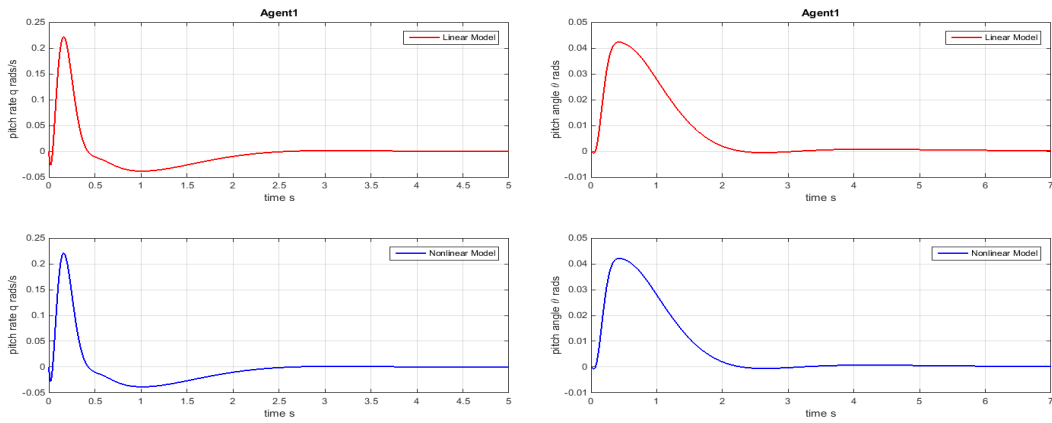 Agent1
0.25
0.2
0.15
0.1
0.05
0
-0.05
pitch rate q rads/s
Linear Model
0 0.5 1 1.5 2 2.5 3 3.5 4 4.5 5
time s
Agent1
0.05
0.04
0.03
0.02
0.01
0
-0.01
pitch angle θ rads
Linear Model
0 1 2 3 4 5 6 7
time s
0.25
0.2
0.15
0.1
0.05
0
-0.05
pitch rate q rads/s
Nonlinear Model
0 0.5 1 1.5 2 2.5 3 3.5 4 4.5 5
time s
0.05
0.04
0.03
0.02
0.01
0
-0.01
pitch angle θ rads
Nonlinear Model
0 1 2 3 4 5 6 7
time s